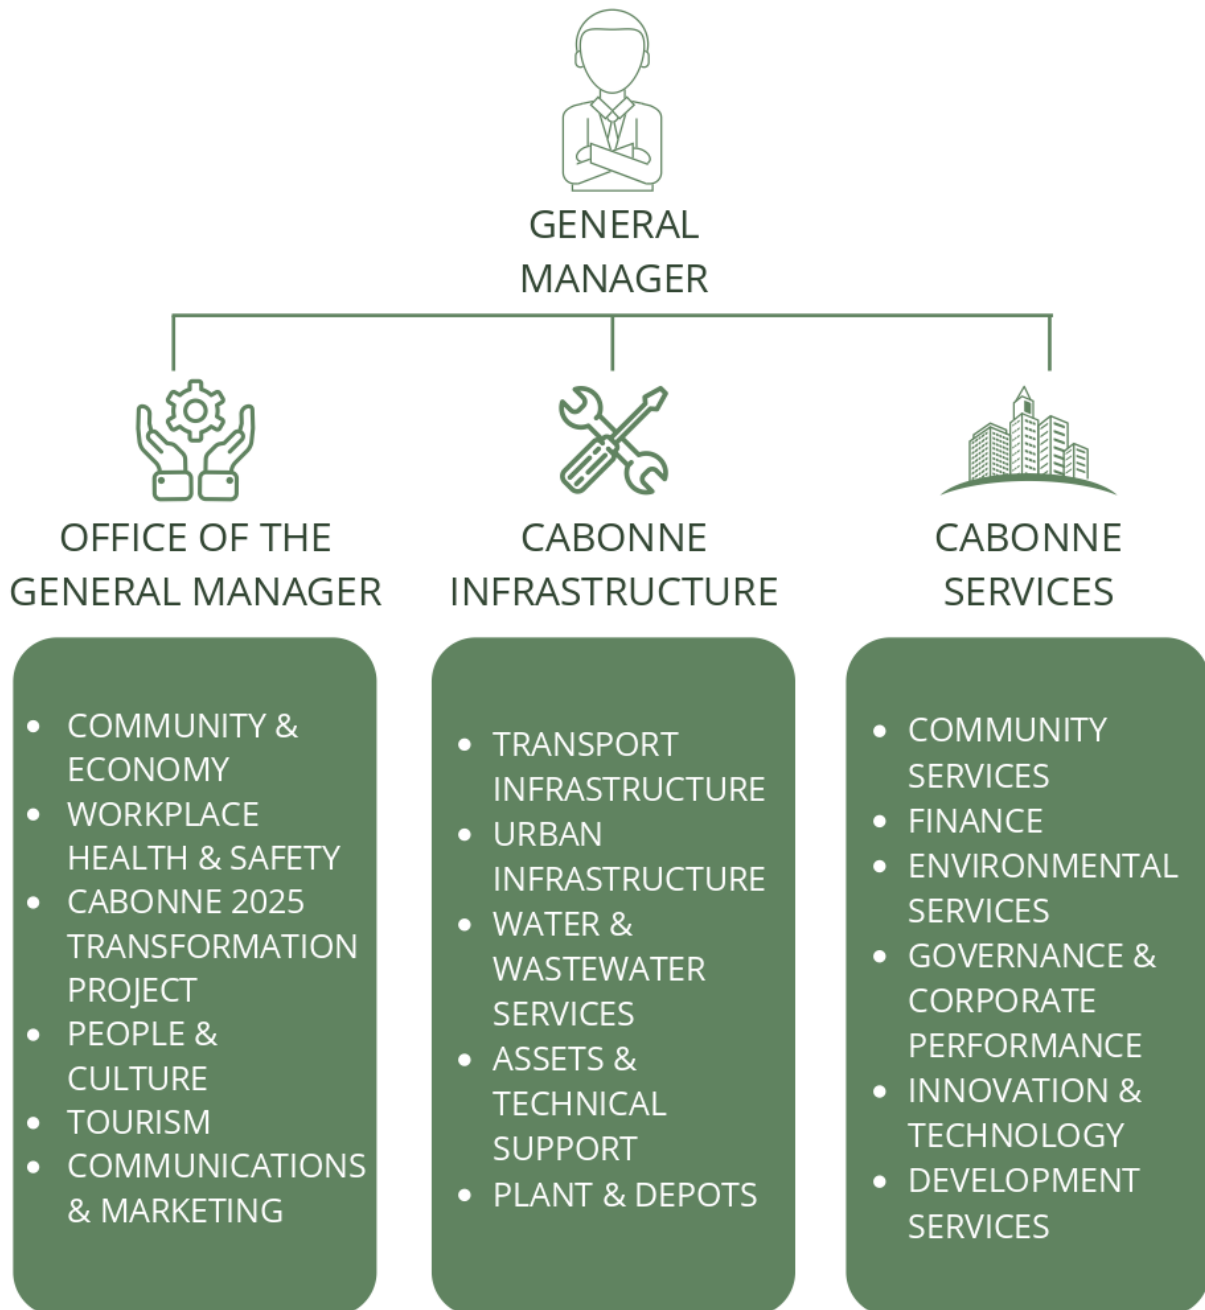 GENERAL
MANAGER
OFFICE OF THE
GENERAL MANAGER
• COMMUNITY &
ECONOMY
• WORKPLACE
HEALTH & SAFETY
• CABONNE 2025
TRANSFORMATION
PROJECT
• PEOPLE &
CULTURE
• TOURISM
• COMMUNICATIONS
& MARKETING
CABONNE
INFRASTRUCTURE
• TRANSPORT
INFRASTRUCTURE
• URBAN
INFRASTRUCTURE
• WATER &
WASTEWATER
SERVICES
• ASSETS &
TECHNICAL
SUPPORT
• PLANT & DEPOTS
CABONNE
SERVICES
• COMMUNITY
SERVICES
• FINANCE
• ENVIRONMENTAL
SERVICES
• GOVERNANCE &
CORPORATE
PERFORMANCE
• INNOVATION &
TECHNOLOGY
• DEVELOPMENT
SERVICES